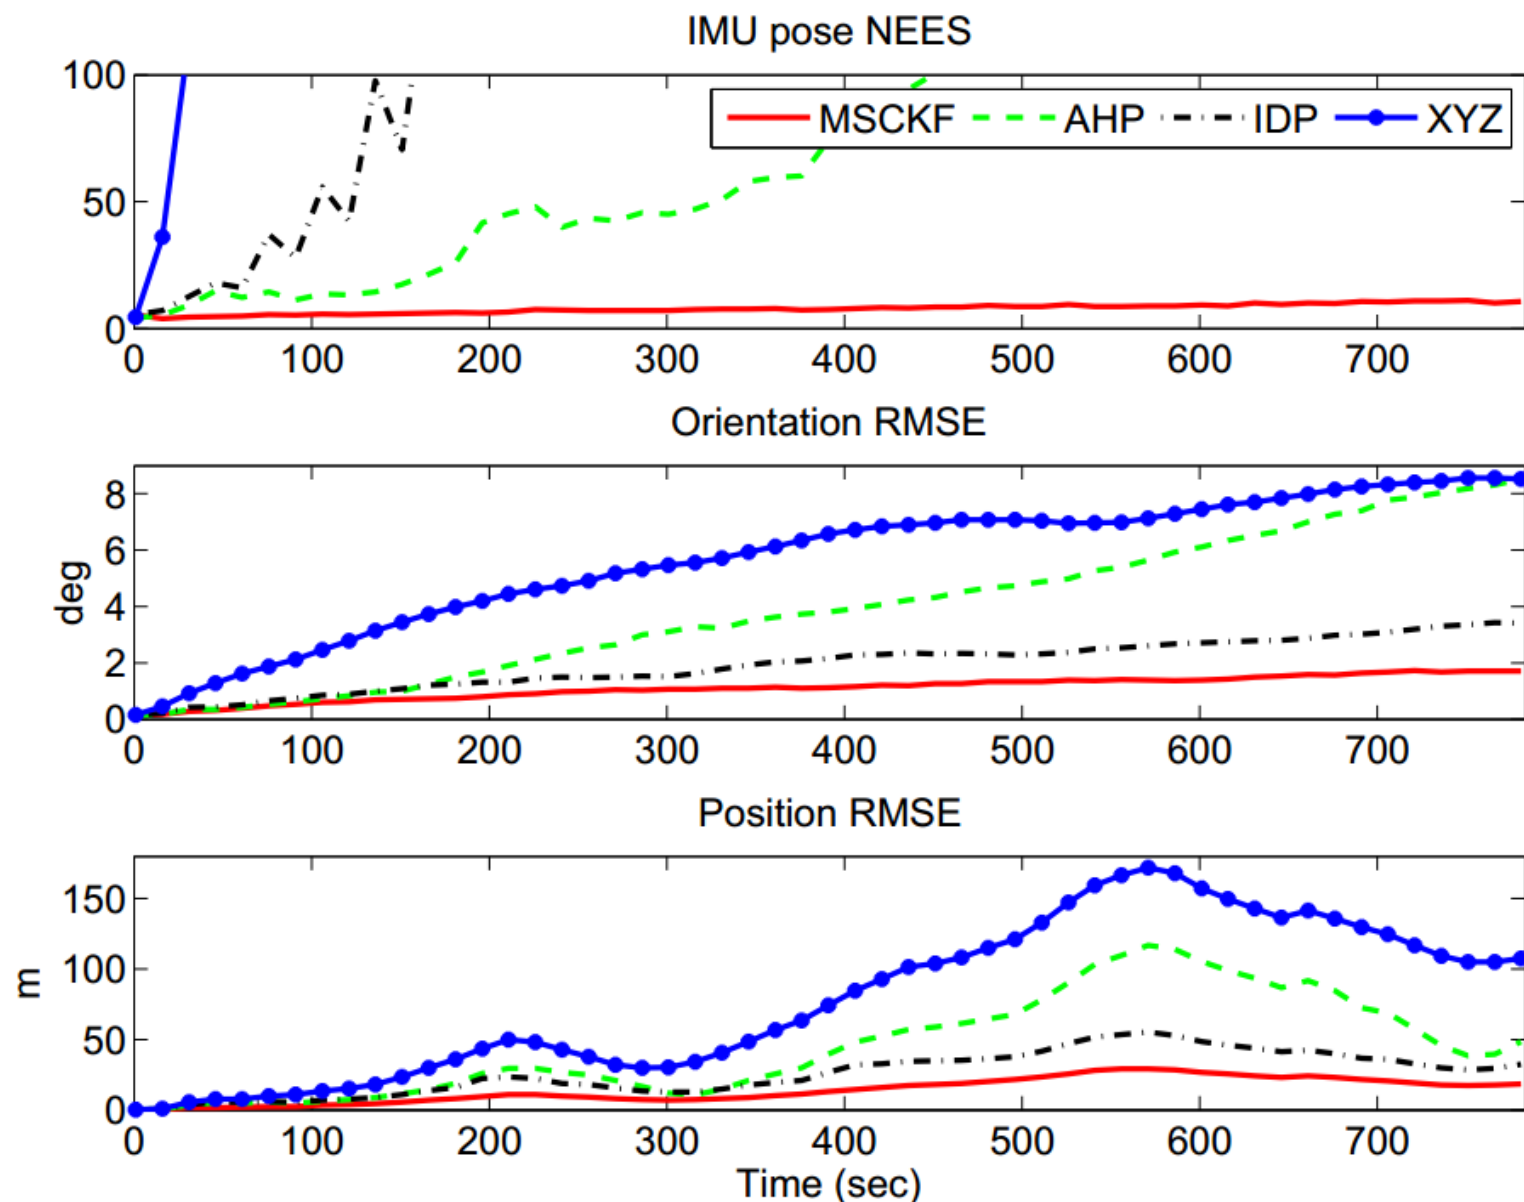 IMU pose NEES
100
50
0
MSCKF AHP IDP XYZ
0 100 200 300 400 500 600 700
Orientation RMSE
8
6
4
2
0
deg
0 100 200 300 400 500 600 700
Position RMSE
150
100
50
0
m
0 100 200 300 400 500 600 700
Time (sec)